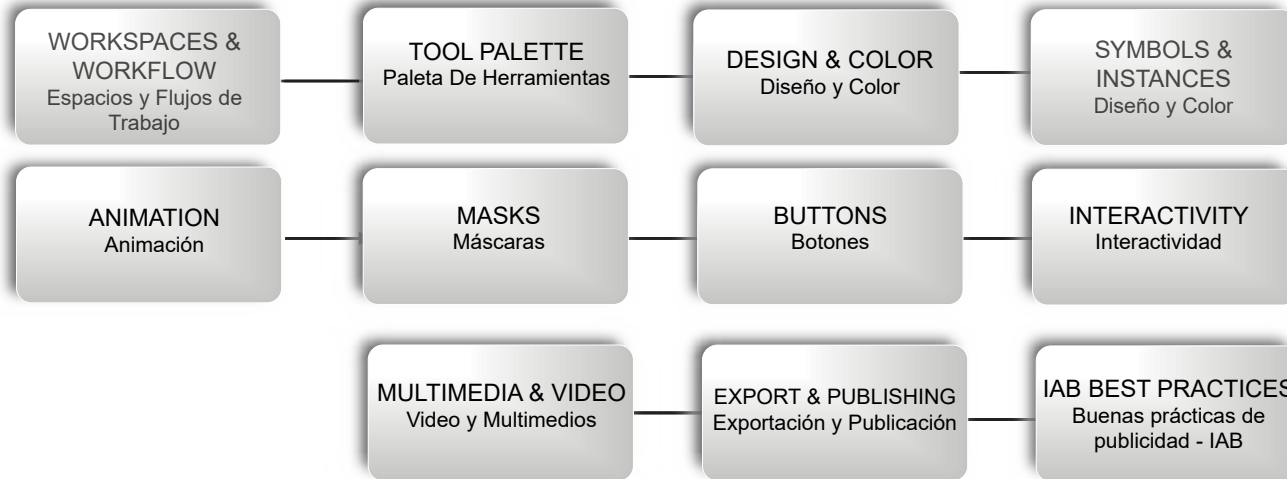 WORKSPACES &
WORKFLOW
Espacios y Flujos de
Trabajo
TOOL PALETTE
Paleta De Herramientas
DESIGN & COLOR
Diseño y Color
SYMBOLS &
INSTANCES
Diseño y Color
ANIMATION
Animación
MASKS
Máscaras
BUTTONS
Botones
INTERACTIVITY
Interactividad
MULTIMEDIA & VIDEO
Video y Multimedios
EXPORT & PUBLISHING
Exportación y Publicación
IAB BEST PRACTICES
Buenas prácticas de
publicidad - IAB